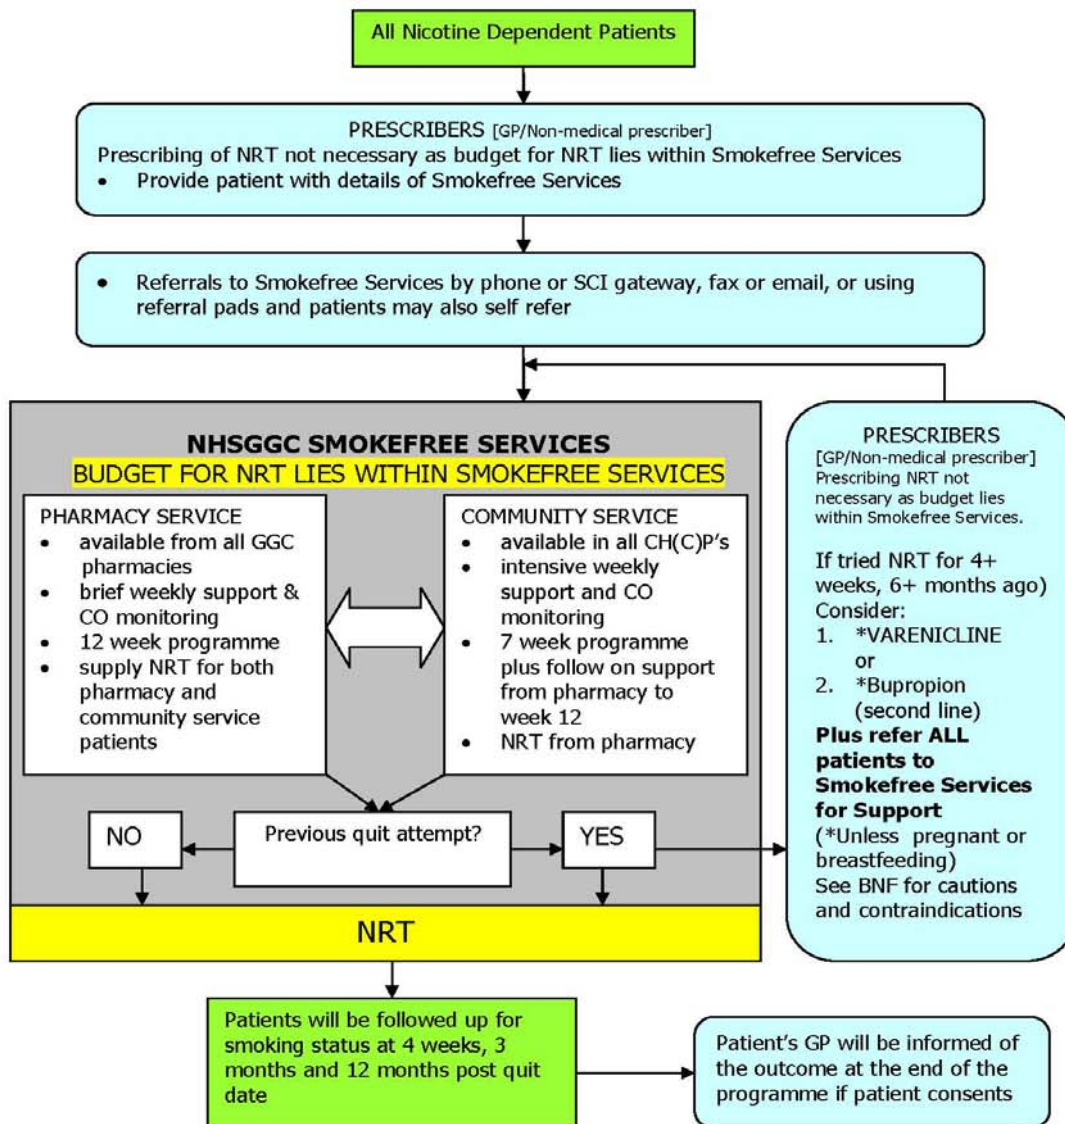 All Nicotine Dependent Patients
PRESCRIBERS [GP/Non-medical prescriber]
Prescribing of NRT not necessary as budget for NRT lies within Smokefree Services
• Provide patient with details of Smokefree Services
• Referrals to Smokefree Services by phone or SCI gateway, fax or email, or using
referral pads and patients may also self refer
NHSGGC SMOKEFREE SERVICES
BUDGET FOR NRT LIES WITHIN SMOKEFREE SERVICES
PHARMACY SERVICE
• available from all GGC
pharmacies
• brief weekly support &
CO monitoring
• 12 week programme
• supply NRT for both
pharmacy and
community service
patients
COMMUNITY SERVICE
• available in all CH(C)P's
• intensive weekly
support and CO
monitoring
• 7 week programme
plus follow on support
from pharmacy to
week 12
• NRT from pharmacy
PRESCRIBERS
[GP/Non-medical prescriber]
Prescribing NRT not
necessary as budget lies
within Smokefree Services.
If tried NRT for 4+
weeks, 6+ months ago)
Consider:
1. *VARENICLINE
or
2. *Bupropion
(second line)
Plus refer ALL
patients to
Smokefree Services
for Support
(*Unless pregnant or
breastfeeding)
See BNF for cautions
and contraindications
NO
Previous quit attempt?
YES
NRT
Patients will be followed up for
smoking status at 4 weeks, 3
months and 12 months post quit
date
Patient's GP will be informed of
the outcome at the end of the
programme if patient consents